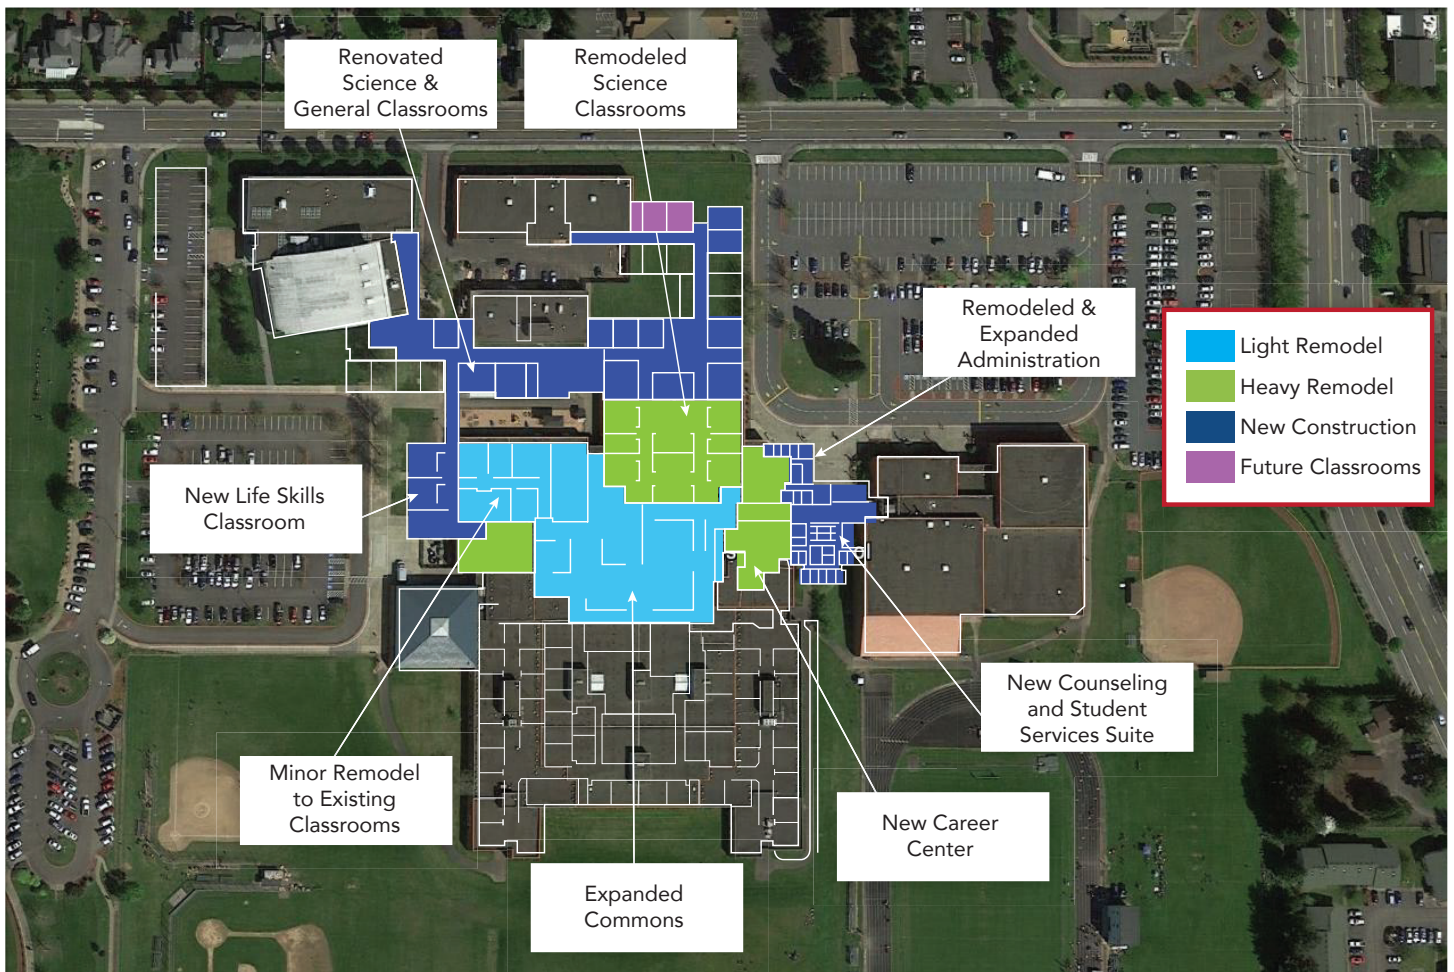 Renovated
Science &
General Classrooms
Remodeled
Science
Classrooms
Remodeled &
Expanded
Administration
Light Remodel
Heavy Remodel
New Construction
Future Classrooms
New Life Skills
Classroom
New Counseling
and Student
Services Suite
Minor Remodel
to Existing
Classrooms
New Career
Center
Expanded
Commons